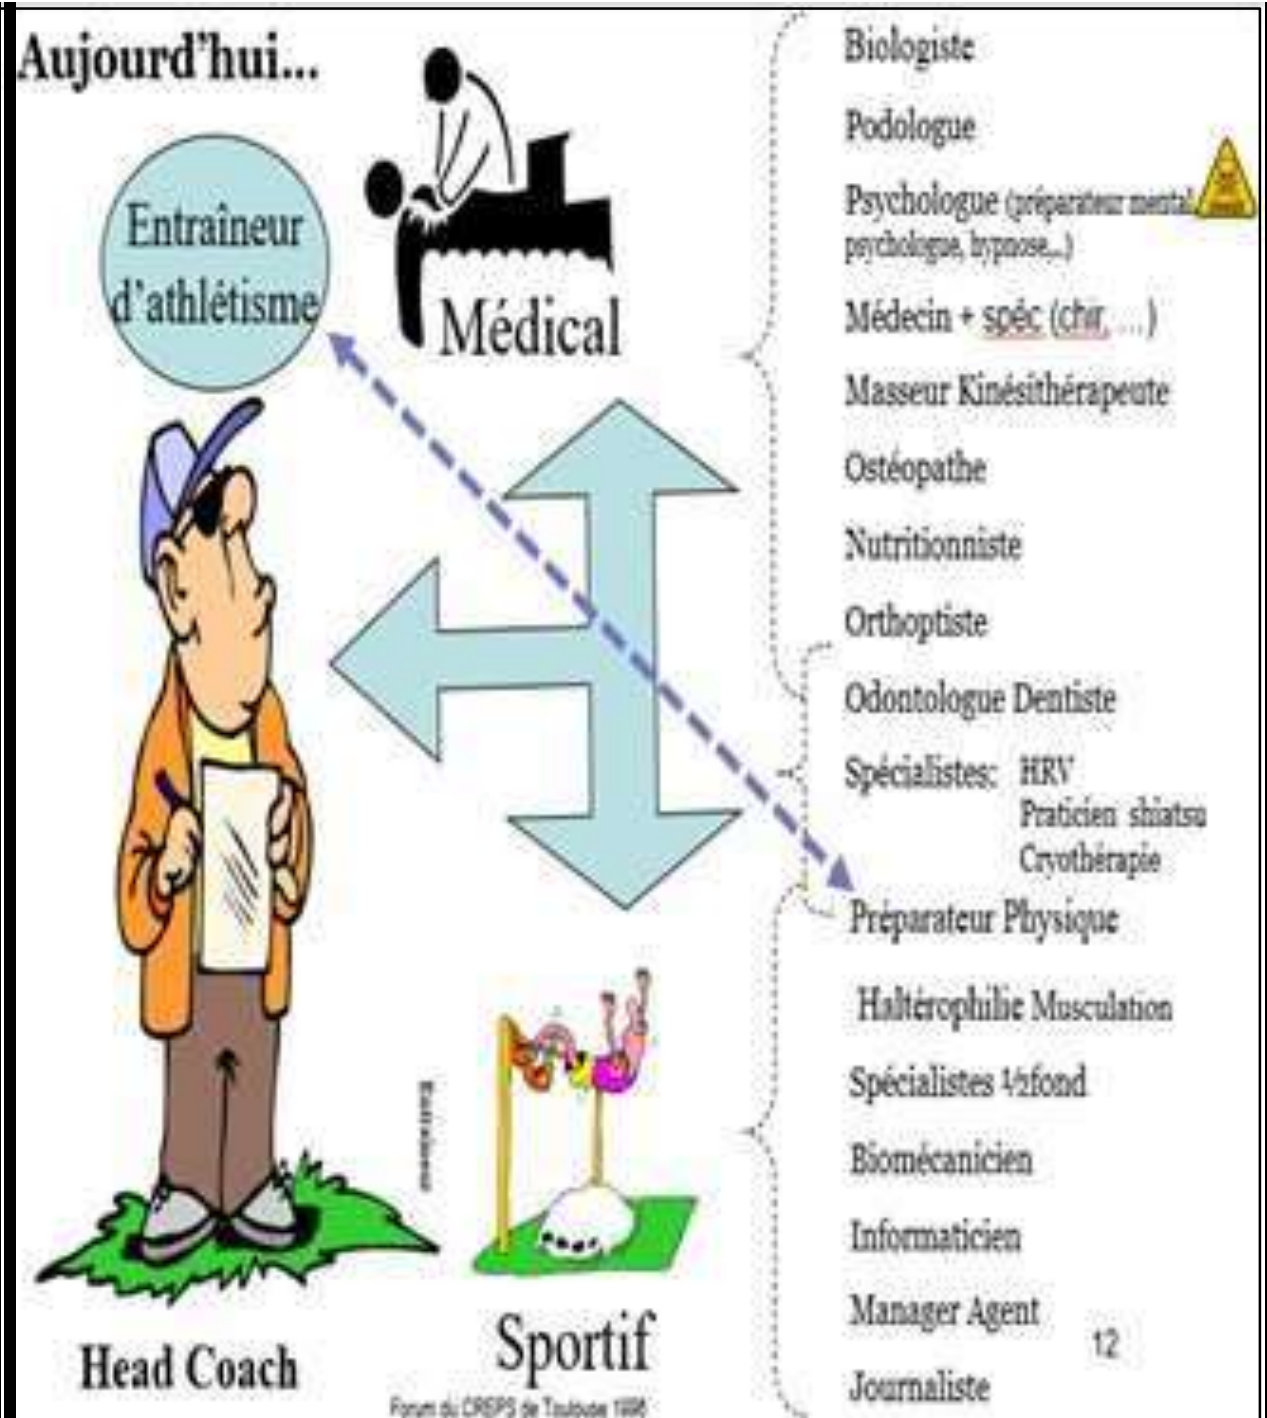 Aujourd'hui...
Entraîneur
d'athlétisme
Médical
Head Coach
Entraîneur
Sportif
Forum du CREPS de Toulouse 1998
Biologiste
Podologue
Psychologue (préparateur mental,
psychologue, hypnose,..)
Médecin + spéc (chir, ...)
Masseur Kinésithérapeute
Ostéopathe
Nutritionniste
Orthoptiste
Odontologue Dentiste
Spécialistes: HRV
Praticien shiatsu
Cryothérapie
Préparateur Physique
Haltérophilie Musculation
Spécialistes ½fond
Biomécanicien
Informaticien
Manager Agent
12
Journaliste